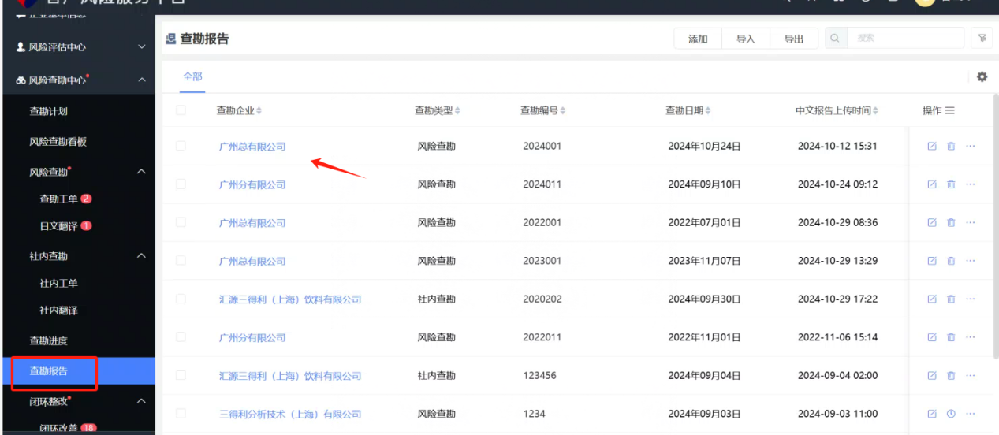 查勘报告
添加 导入 导出 搜索
风险评估中心
风险查勘中心
查勘计划
风险查勘看板
风险查勘
查勘工单 2
日文翻译 1
社内查勘
社内工单
社内翻译
查勘进度
查勘报告
闭环整改
闭环改善 18
全部
查勘企业 查勘类型 查勘编号 查勘日期 中文报告上传时间 操作
广州总有限公司 风险查勘 2024001 2024年10月24日 2024-10-12 15:31
广州分有限公司 风险查勘 2024011 2024年09月10日 2024-10-24 09:12
广州总有限公司 风险查勘 2022001 2022年07月01日 2024-10-29 08:36
广州总有限公司 风险查勘 2023001 2023年11月07日 2024-10-29 13:29
汇源三得利（上海）饮料有限公司 社内查勘 2020202 2024年09月30日 2024-10-29 17:22
广州分有限公司 风险查勘 2022011 2022年11月01日 2022-11-06 15:14
汇源三得利（上海）饮料有限公司 社内查勘 123456 2024年09月04日 2024-09-04 02:00
三得利分析技术（上海）有限公司 风险查勘 1234 2024年09月03日 2024-09-03 11:00